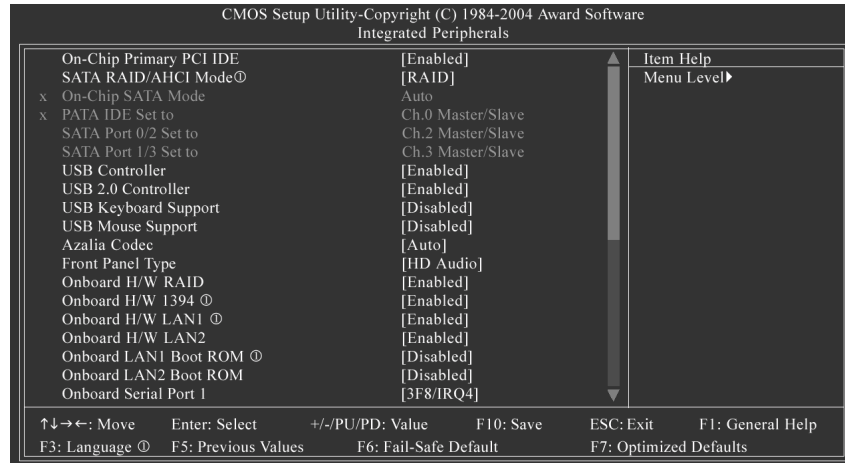 CMOS Setup Utility-Copyright (C) 1984-2004 Award Software
Integrated Peripherals
On-Chip Primary PCI IDE [Enabled] Item Help
SATA RAID/AHCI Mode① [RAID] Menu Level▶
x On-Chip SATA Mode Auto
x PATA IDE Set to Ch.0 Master/Slave
SATA Port 0/2 Set to Ch.2 Master/Slave
SATA Port 1/3 Set to Ch.3 Master/Slave
USB Controller [Enabled]
USB 2.0 Controller [Enabled]
USB Keyboard Support [Disabled]
USB Mouse Support [Disabled]
Azalia Codec [Auto]
Front Panel Type [HD Audio]
Onboard H/W RAID [Enabled]
Onboard H/W 1394 ① [Enabled]
Onboard H/W LAN1 ① [Enabled]
Onboard H/W LAN2 [Enabled]
Onboard LAN1 Boot ROM ① [Disabled]
Onboard LAN2 Boot ROM [Disabled]
Onboard Serial Port 1 [3F8/IRQ4]
↑↓→←: Move Enter: Select +/-/PU/PD: Value F10: Save ESC: Exit F1: General Help
F3: Language ① F5: Previous Values F6: Fail-Safe Default F7: Optimized Defaults